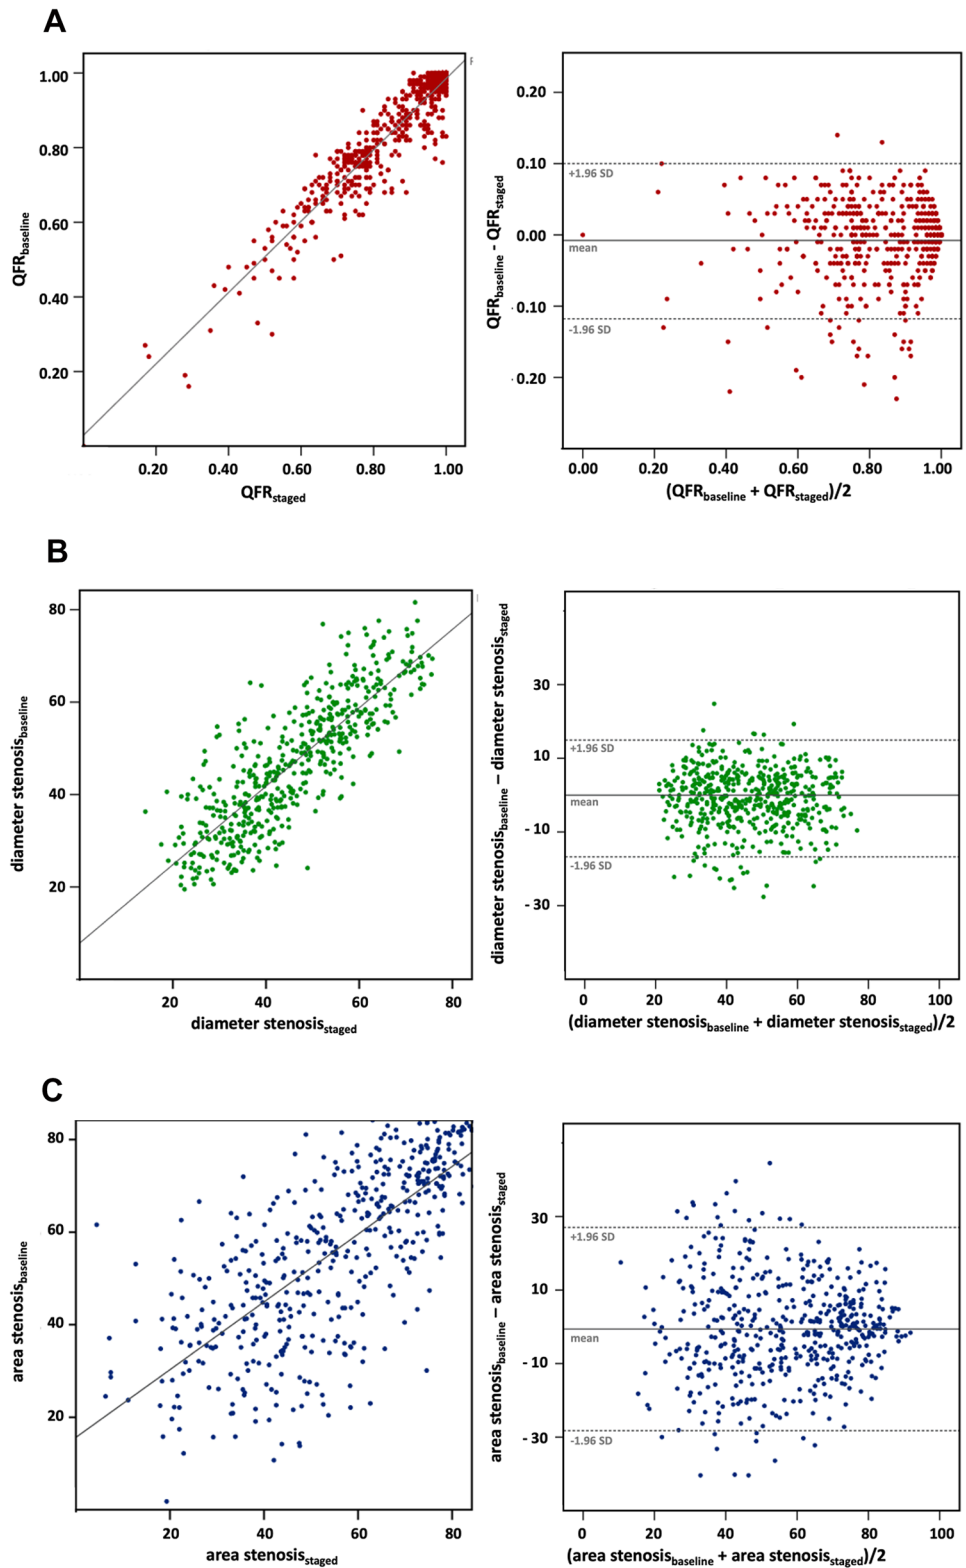 A
1.00
0.80
0.60
0.40
0.20
QFRbaseline
0.20 0.40 0.60 0.80 1.00
QFRstaged
0.20
0.10
0.00
0.10
0.20
+1.96 SD
mean
-1.96 SD
QFRbaseline - QFRstaged
0.00 0.20 0.40 0.60 0.80 1.00
(QFRbaseline + QFRstaged)/2
B
80
60
40
20
diameter stenosisbaseline
20 40 60 80
diameter stenosisstaged
30
10
- 10
- 30
+1.96 SD
mean
-1.96 SD
diameter stenosisbaseline – diameter stenosisstaged
0 20 40 60 80 100
(diameter stenosisbaseline + diameter stenosisstaged)/2
C
80
60
40
20
area stenosisbaseline
20 40 60 80
area stenosisstaged
30
10
- 10
- 30
+1.96 SD
mean
-1.96 SD
area stenosisbaseline – area stenosisstaged
0 20 40 60 80 100
(area stenosisbaseline + area stenosisstaged)/2